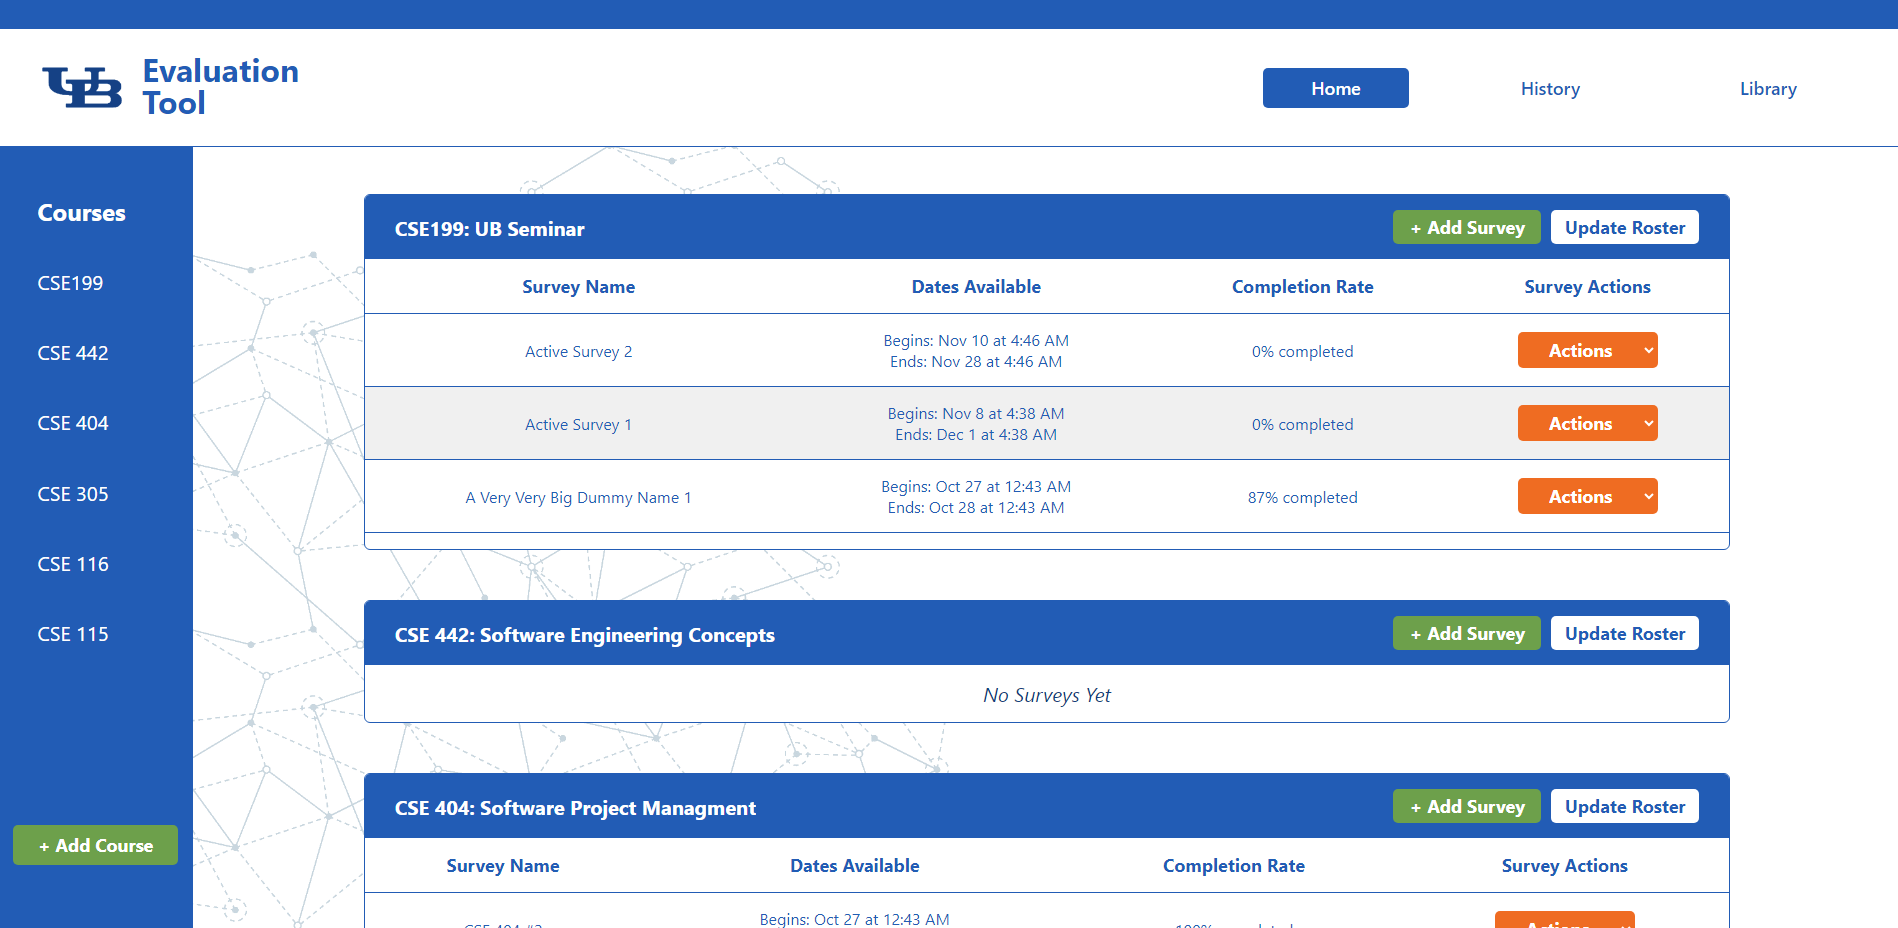 UB
Evaluation
Tool
Home
History
Library
Courses
CSE199
CSE 442
CSE 404
CSE 305
CSE 116
CSE 115
+ Add Course
CSE199: UB Seminar
+ Add Survey
Update Roster
Survey Name
Dates Available
Completion Rate
Survey Actions
Active Survey 2
Begins: Nov 10 at 4:46 AM
Ends: Nov 28 at 4:46 AM
0% completed
Actions
Active Survey 1
Begins: Nov 8 at 4:38 AM
Ends: Dec 1 at 4:38 AM
0% completed
Actions
A Very Very Big Dummy Name 1
Begins: Oct 27 at 12:43 AM
Ends: Oct 28 at 12:43 AM
87% completed
Actions
CSE 442: Software Engineering Concepts
+ Add Survey
Update Roster
No Surveys Yet
CSE 404: Software Project Managment
+ Add Survey
Update Roster
Survey Name
Dates Available
Completion Rate
Survey Actions
Begins: Oct 27 at 12:43 AM
CSE 404 #2
100% completed
Actions